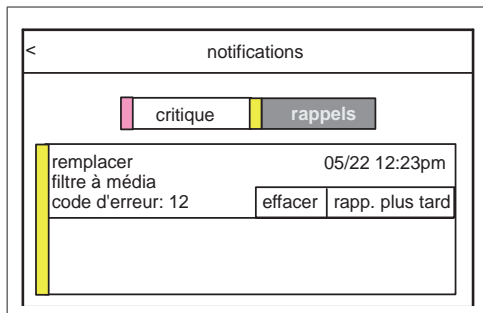 < notifications
critique rappels
remplacer 05/22 12:23pm
filtre à média
code d'erreur: 12 effacer rapp. plus tard